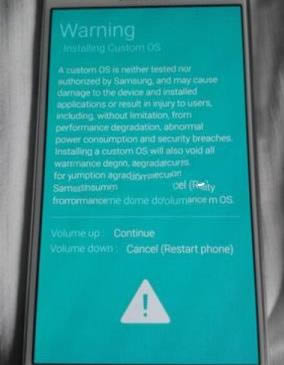 Warning
Installing Custom OS
A custom OS is neither tested nor
authorized by Samsung, and may cause
damage to the device and installed
applications or result in injury to users,
including, without limitation, from
performance degradation, abnormal
power consumption and security breaches.
Installing a custom OS will also void all
for
OS.
Volume up : Continue
Volume down : Cancel (Restart phone)